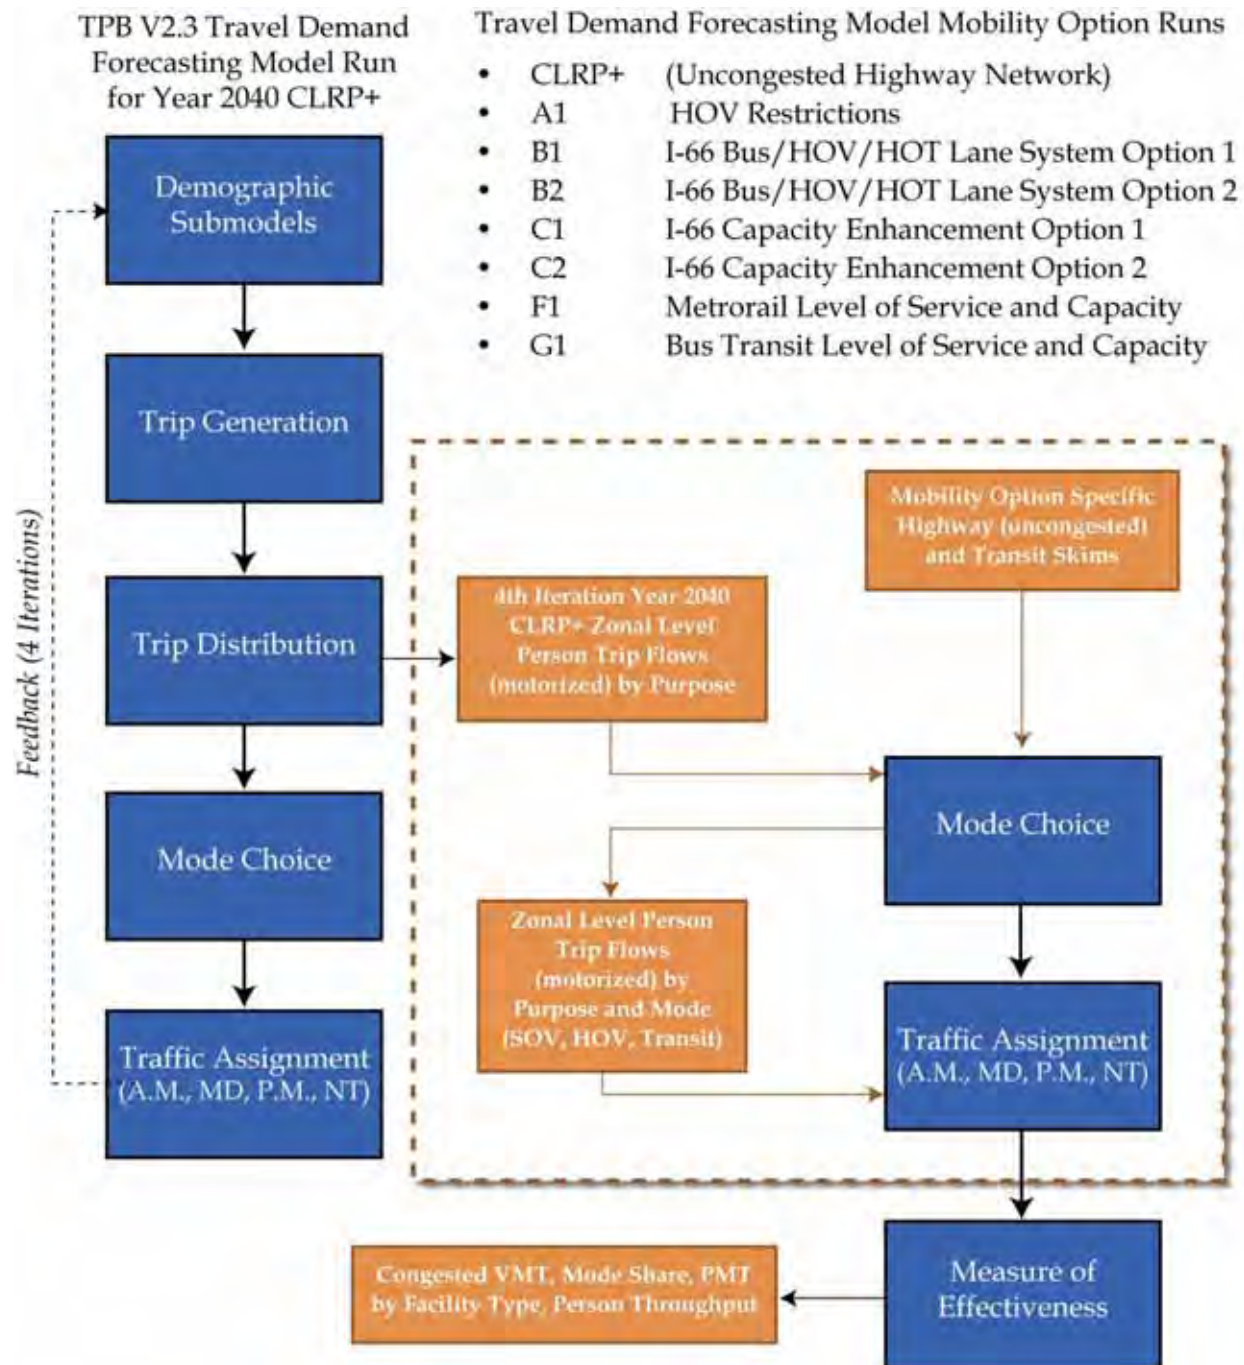 TPB V2.3 Travel Demand
Forecasting Model Run
for Year 2040 CLRP+
Travel Demand Forecasting Model Mobility Option Runs
• CLRP+ (Uncongested Highway Network)
• A1 HOV Restrictions
• B1 I-66 Bus/HOV/HOT Lane System Option 1
• B2 I-66 Bus/HOV/HOT Lane System Option 2
• C1 I-66 Capacity Enhancement Option 1
• C2 I-66 Capacity Enhancement Option 2
• F1 Metrorail Level of Service and Capacity
• G1 Bus Transit Level of Service and Capacity
Demographic
Submodels
Trip Generation
Trip Distribution
Mode Choice
Traffic Assignment
(A.M., MD, P.M., NT)
Feedback (4 Iterations)
Mobility Option Specific
Highway (uncongested)
and Transit Skims
4th Iteration Year 2040
CLRP+ Zonal Level
Person Trip Flows
(motorized) by Purpose
Mode Choice
Zonal Level Person
Trip Flows
(motorized) by
Purpose and Mode
(SOV, HOV, Transit)
Traffic Assignment
(A.M., MD, P.M., NT)
Measure of
Effectiveness
Congested VMT, Mode Share, PMT
by Facility Type, Person Throughput